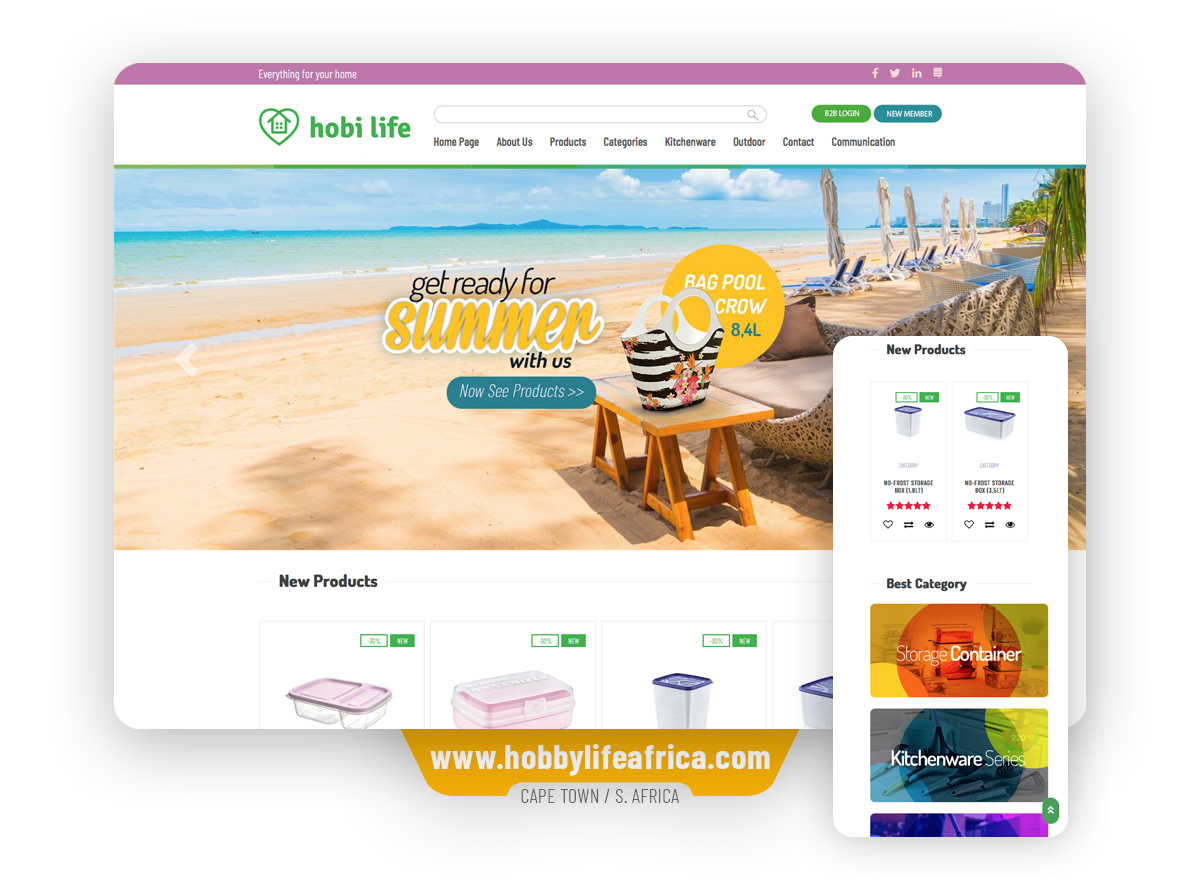 Everything for your home
hobi life
B2B LOGIN
NEW MEMBER
Home Page About Us Products Categories Kitchenware Outdoor Contact Communication
get ready for
summer
with us
Now See Products >>
BAG POOL
CROW
8,4L
New Products
-30% NEW
-30% NEW
-30% NEW
www.hobbylifeafrica.com
CAPE TOWN / S. AFRICA
New Products
-30% NEW
-30% NEW
CATEGORY
CATEGORY
NO-FROST STORAGE
BOX (1,8LT)
NO-FROST STORAGE
BOX (3,5LT)
Best Category
Storage Container
220°F
Kitchenware Series